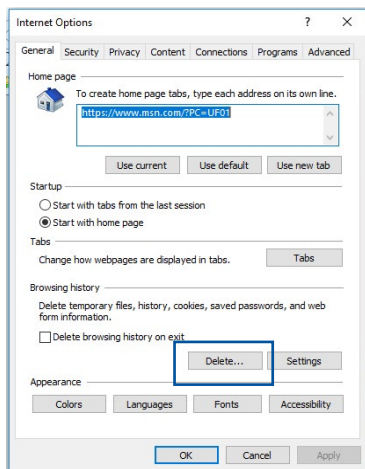 Internet Options ? X
General Security Privacy Content Connections Programs Advanced
Home page
To create home page tabs, type each address on its own line.
https://www.msn.com/?PC=UF01
Use current Use default Use new tab
Startup
Start with tabs from the last session
Start with home page
Tabs
Change how webpages are displayed in tabs. Tabs
Browsing history
Delete temporary files, history, cookies, saved passwords, and web
form information.
Delete browsing history on exit
Delete... Settings
Appearance
Colors Languages Fonts Accessibility
OK Cancel Apply